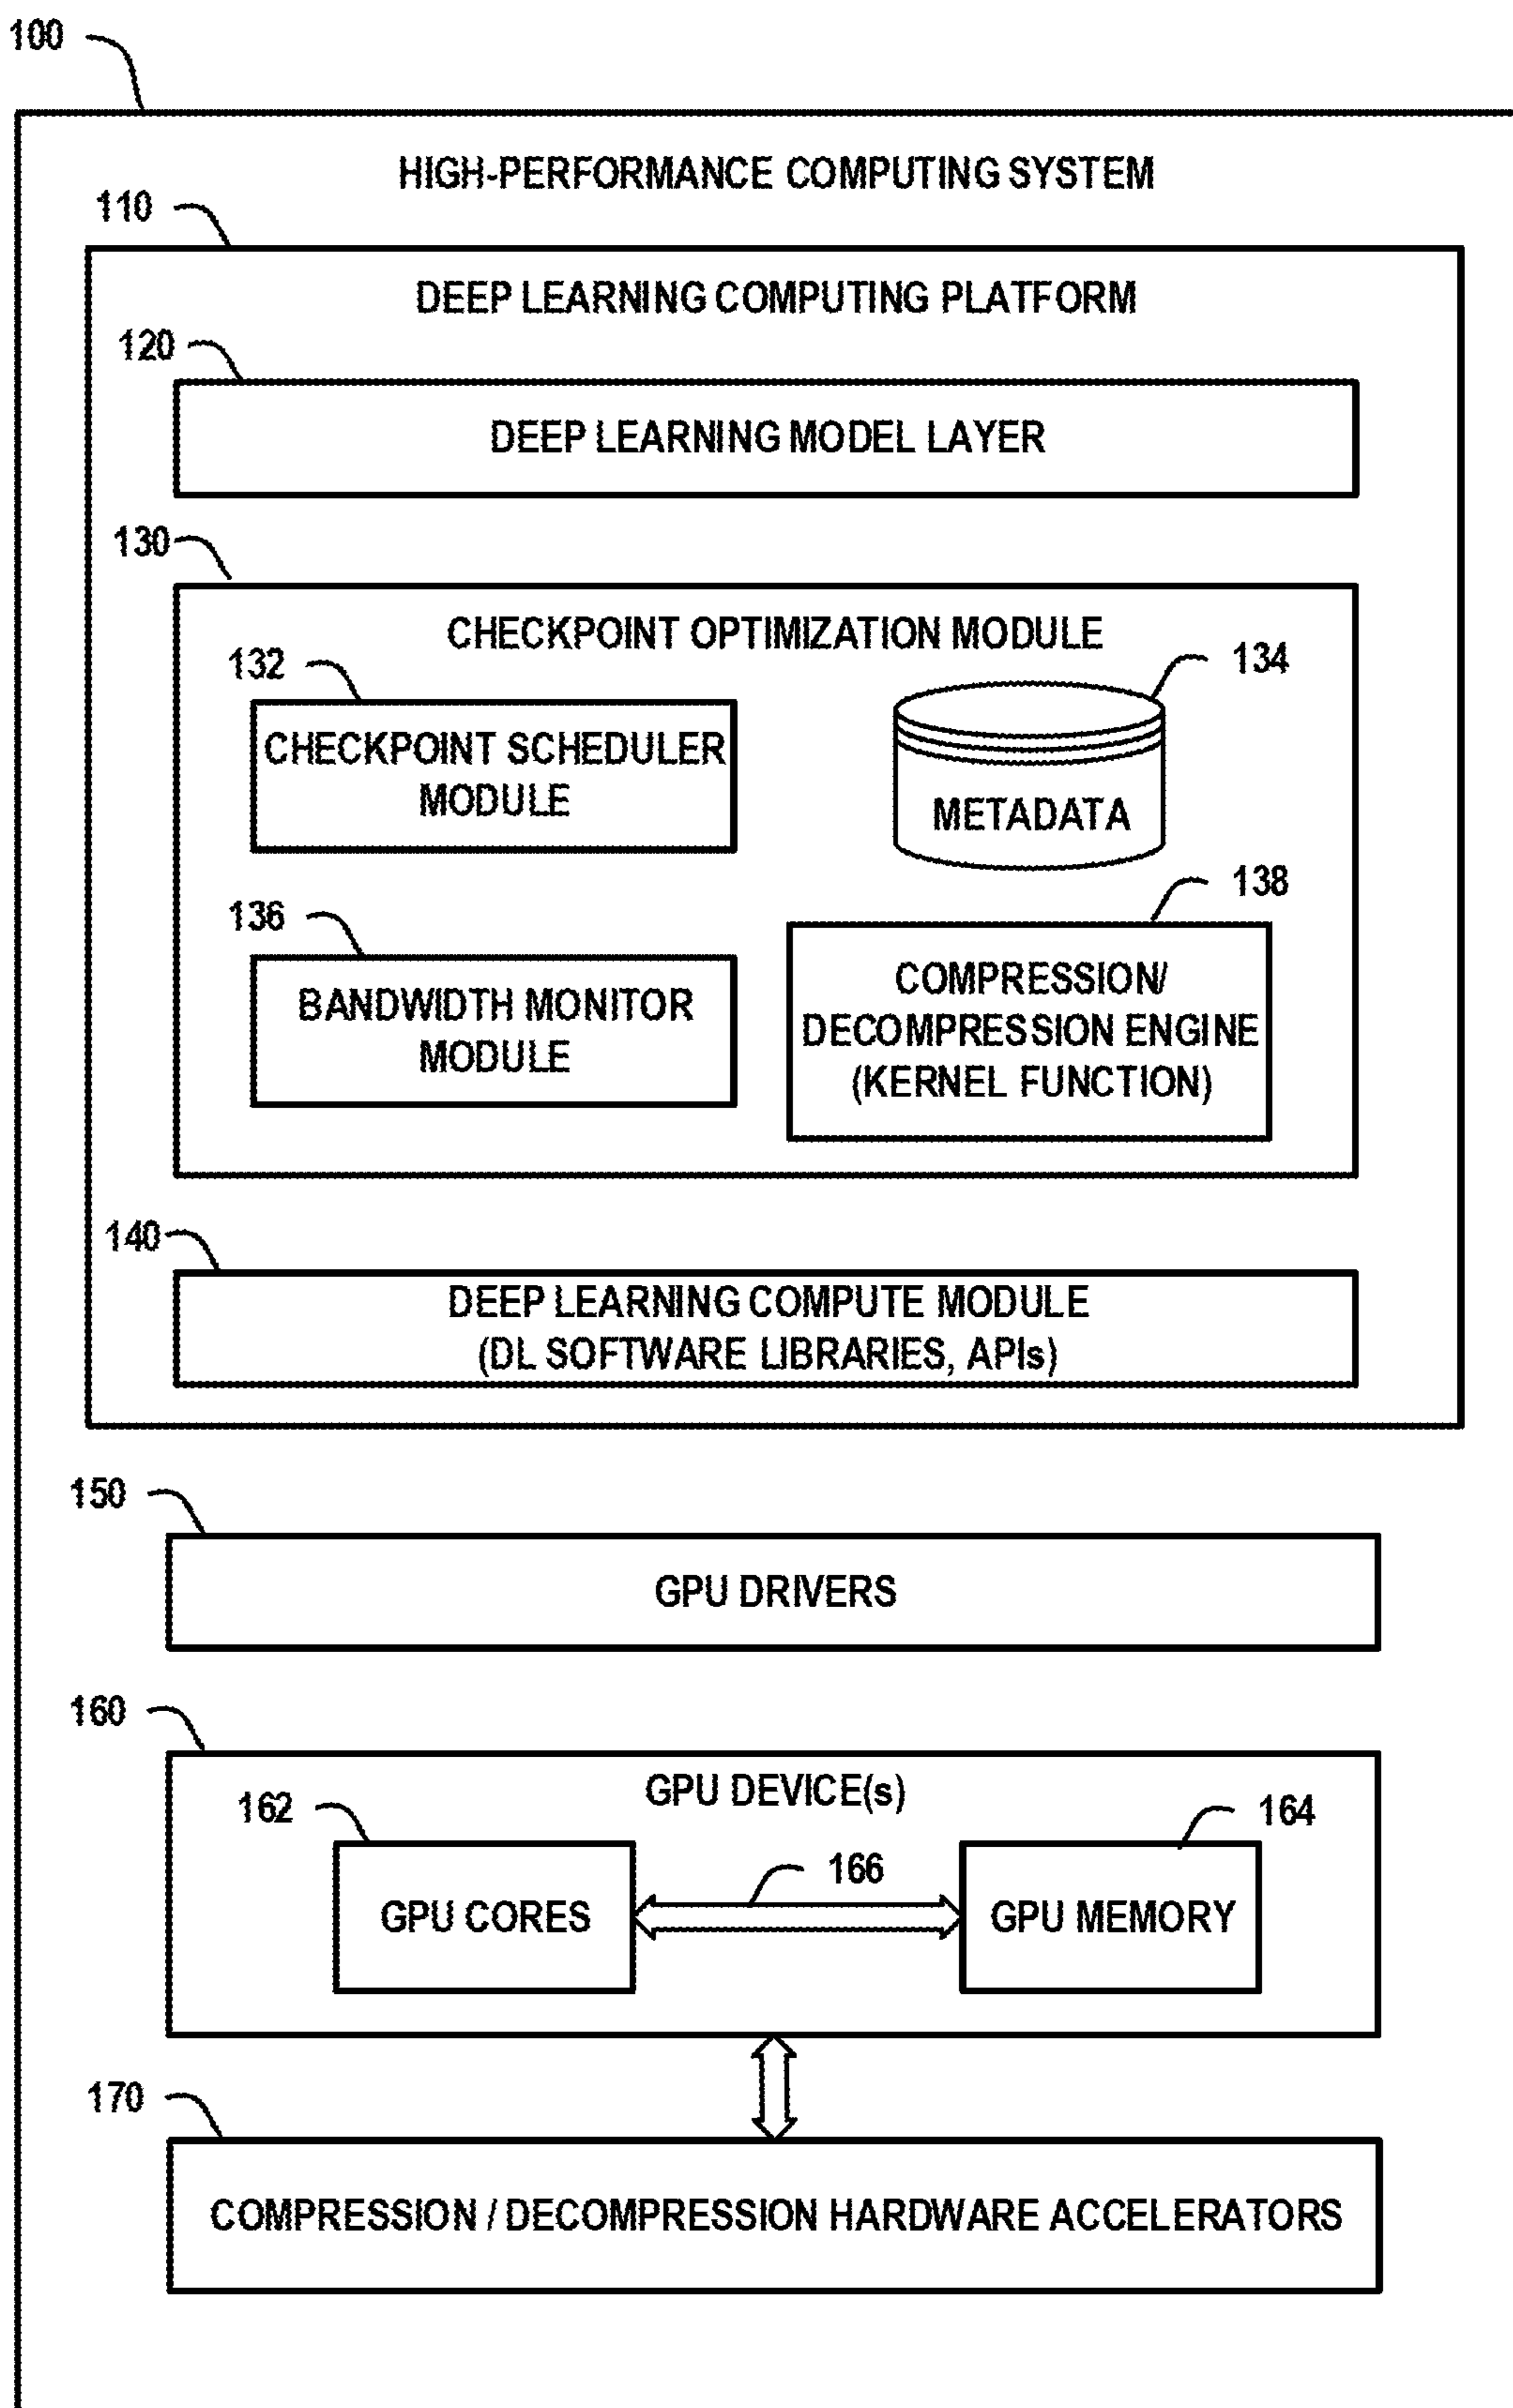 100
HIGH-PERFORMANCE COMPUTING SYSTEM
110
DEEP LEARNING COMPUTING PLATFORM
120
DEEP LEARNING MODEL LAYER
130
CHECKPOINT OPTIMIZATION MODULE
132
134
CHECKPOINT SCHEDULER
MODULE
METADATA
136
138
BANDWIDTH MONITOR
MODULE
COMPRESSION/
DECOMPRESSION ENGINE
(KERNEL FUNCTION)
140
DEEP LEARNING COMPUTE MODULE
(DL SOFTWARE LIBRARIES, APIs)
150
GPU DRIVERS
160
GPU DEVICE(s)
162
164
166
GPU CORES
GPU MEMORY
170
COMPRESSION / DECOMPRESSION HARDWARE ACCELERATORS